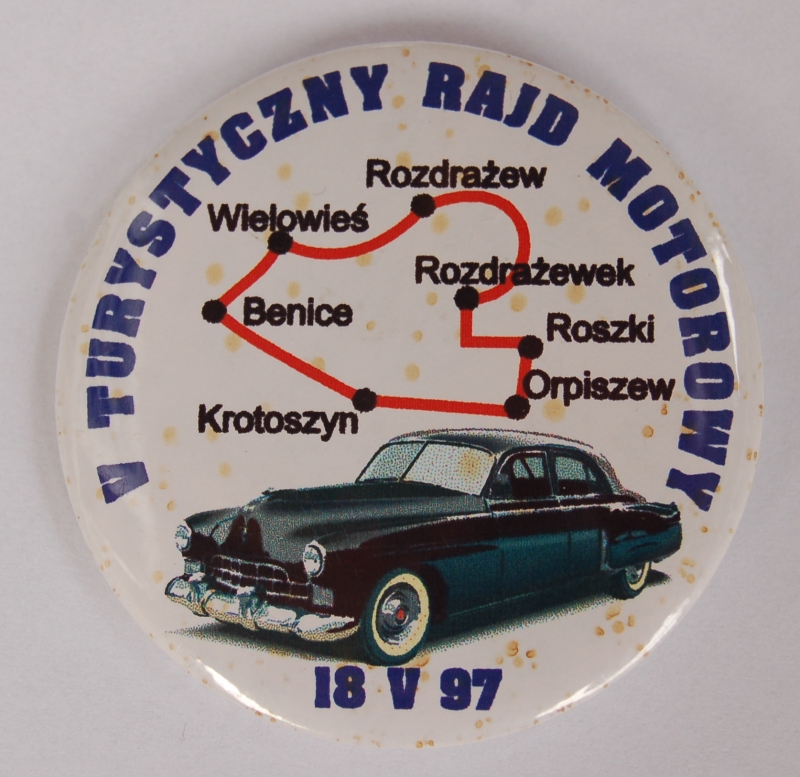 V TURYSTYCZNY RAJD MOTOROWY
Rozdrażew
Wielowieś
Rozdrażewek
Benice
Roszki
Orpiszew
Krotoszyn
18 V 97